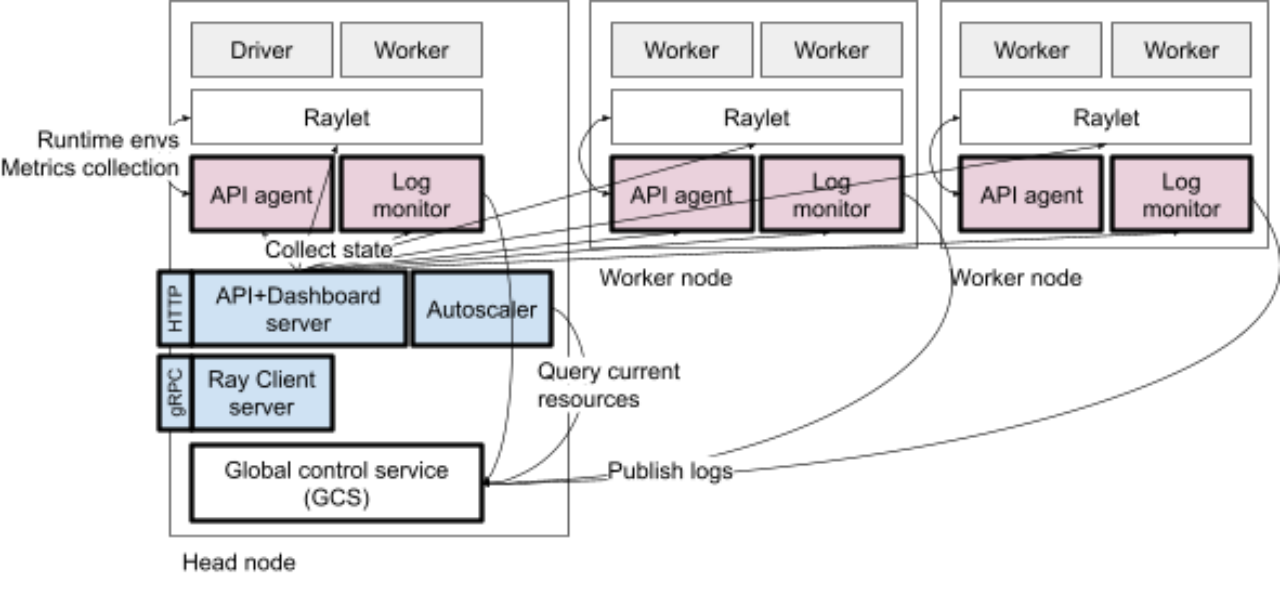 Driver
Worker
Worker
Worker
Worker
Worker
Raylet
Raylet
Raylet
Runtime envs
Metrics collection
API agent
Log
monitor
API agent
Log
monitor
API agent
Log
monitor
Collect state
Worker node
Worker node
HTTP
API+Dashboard
server
Autoscaler
gRPC
Ray Client
server
Query current
resources
Global control service
(GCS)
Publish logs
Head node